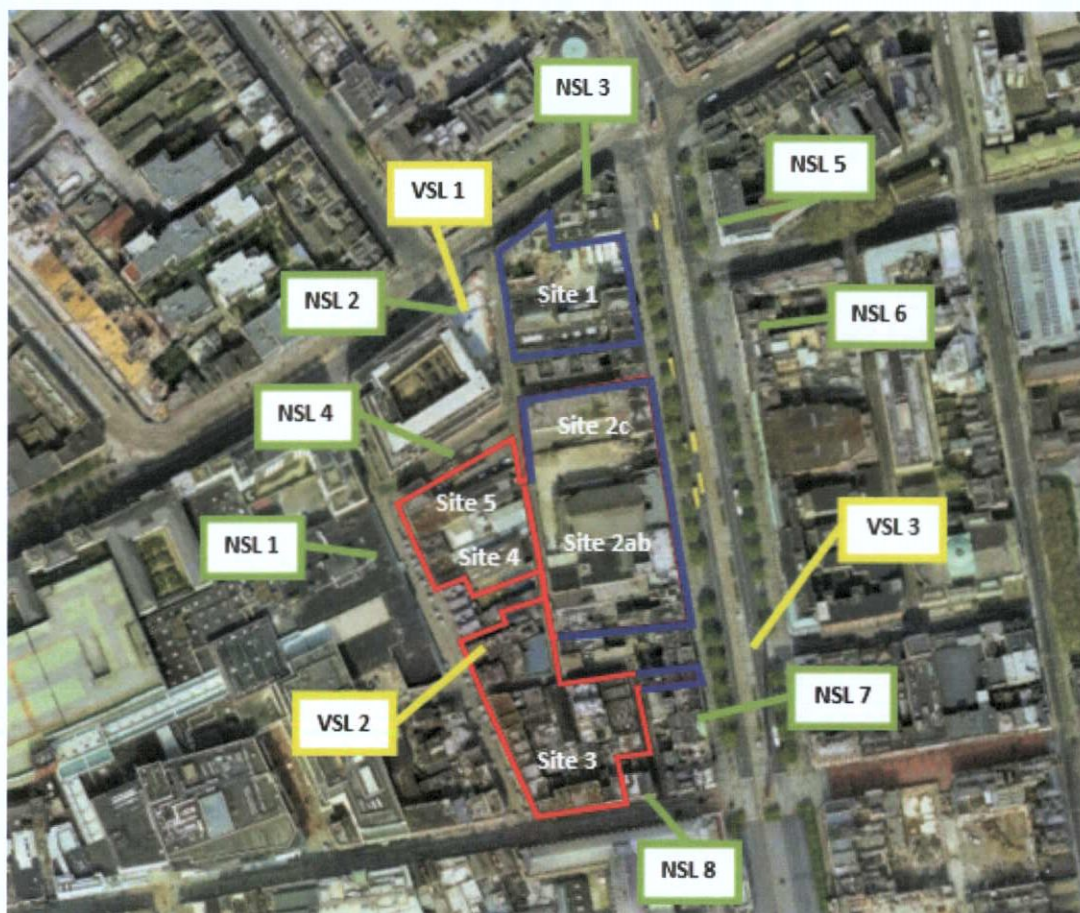 NSL 3
NSL 5
VSL 1
NSL 2
Site 1
NSL 6
NSL 4
Site 2c
Site 5
NSL 1
Site 4
Site 2ab
VSL 3
VSL 2
NSL 7
Site 3
NSL 8